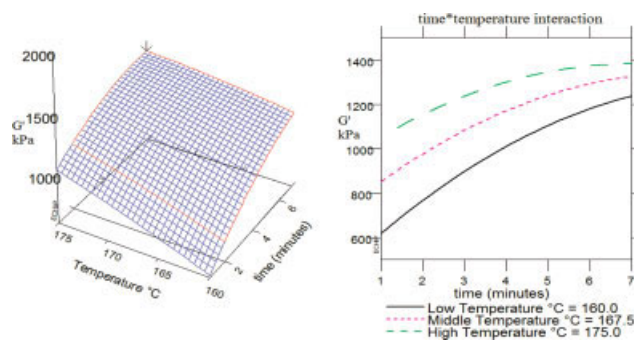 2000
1500
G'
kPa
1000
175
170
165
160
Temperature °C
2
4
6
time (minutes)
time*temperature interaction
1400
1200
G'
kPa
1000
800
600
1
2
3
4
5
6
7
time (minutes)
Low Temperature °C = 160.0
Middle Temperature °C = 167.5
High Temperature °C = 175.0